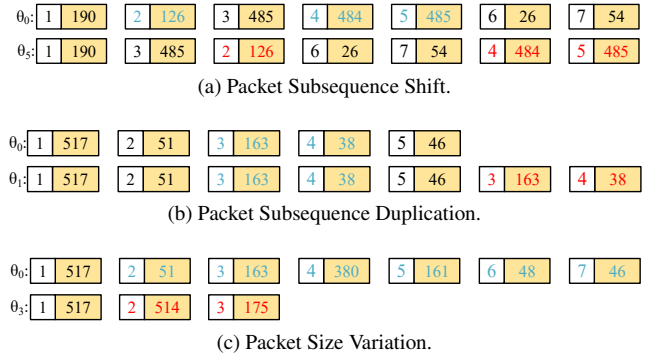 θ0: 1 190 2 126 3 485 4 484 5 485 6 26 7 54
θ5: 1 190 3 485 2 126 6 26 7 54 4 484 5 485
(a) Packet Subsequence Shift.
θ0: 1 517 2 51 3 163 4 38 5 46
θ1: 1 517 2 51 3 163 4 38 5 46 3 163 4 38
(b) Packet Subsequence Duplication.
θ0: 1 517 2 51 3 163 4 380 5 161 6 48 7 46
θ3: 1 517 2 514 3 175
(c) Packet Size Variation.